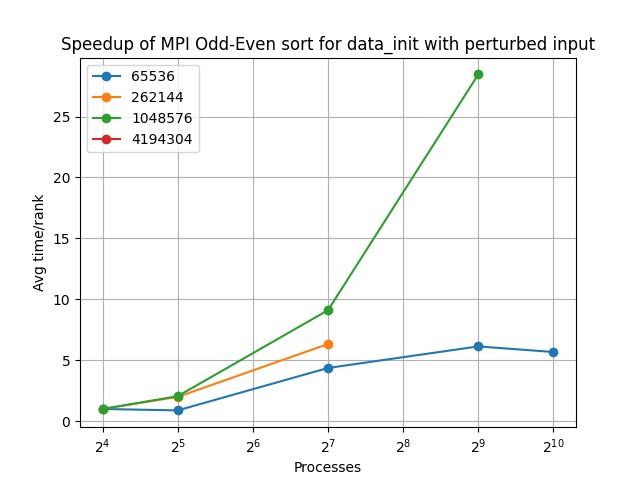 Speedup of MPI Odd-Even sort for data_init with perturbed input
65536
262144
1048576
4194304
25
20
15
10
5
0
Avg time/rank
2^4 2^5 2^6 2^7 2^8 2^9 2^10
Processes